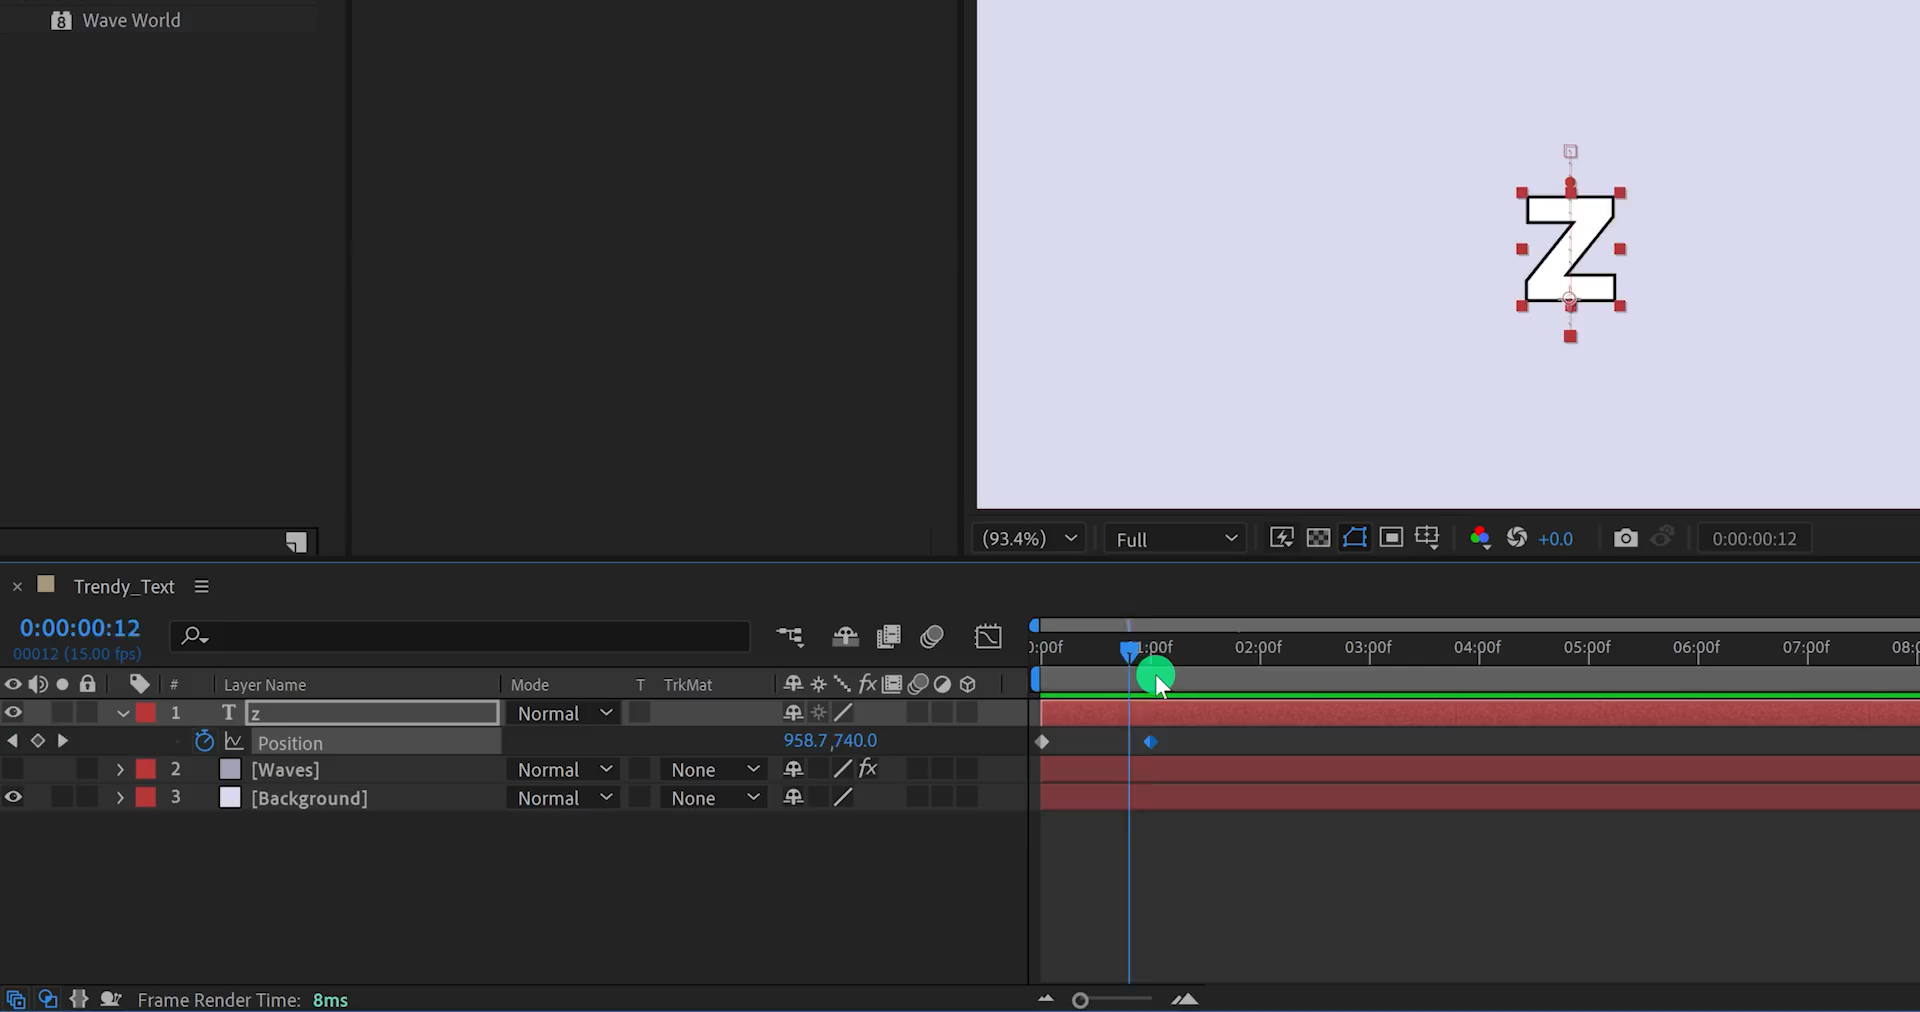 8 Wave World
Z
(93.4%) Full +0.0 0:00:00:12
× Trendy_Text
0:00:00:12
00012 (15.00 fps)
0:00f 1:00f 02:00f 03:00f 04:00f 05:00f 06:00f 07:00f 08:
# Layer Name Mode T TrkMat fx
1 T z Normal
Position 958.7,740.0
2 [Waves] Normal None fx
3 [Background] Normal None
Frame Render Time: 8ms